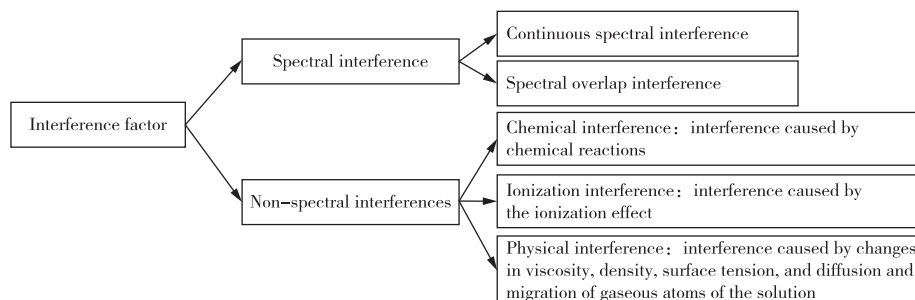 Interference factor
Spectral interference
Continuous spectral interference
Spectral overlap interference
Non-spectral interferences
Chemical interference: interference caused by
chemical reactions
Ionization interference: interference caused by
the ionization effect
Physical interference: interference caused by changes
in viscosity, density, surface tension, and diffusion and
migration of gaseous atoms of the solution